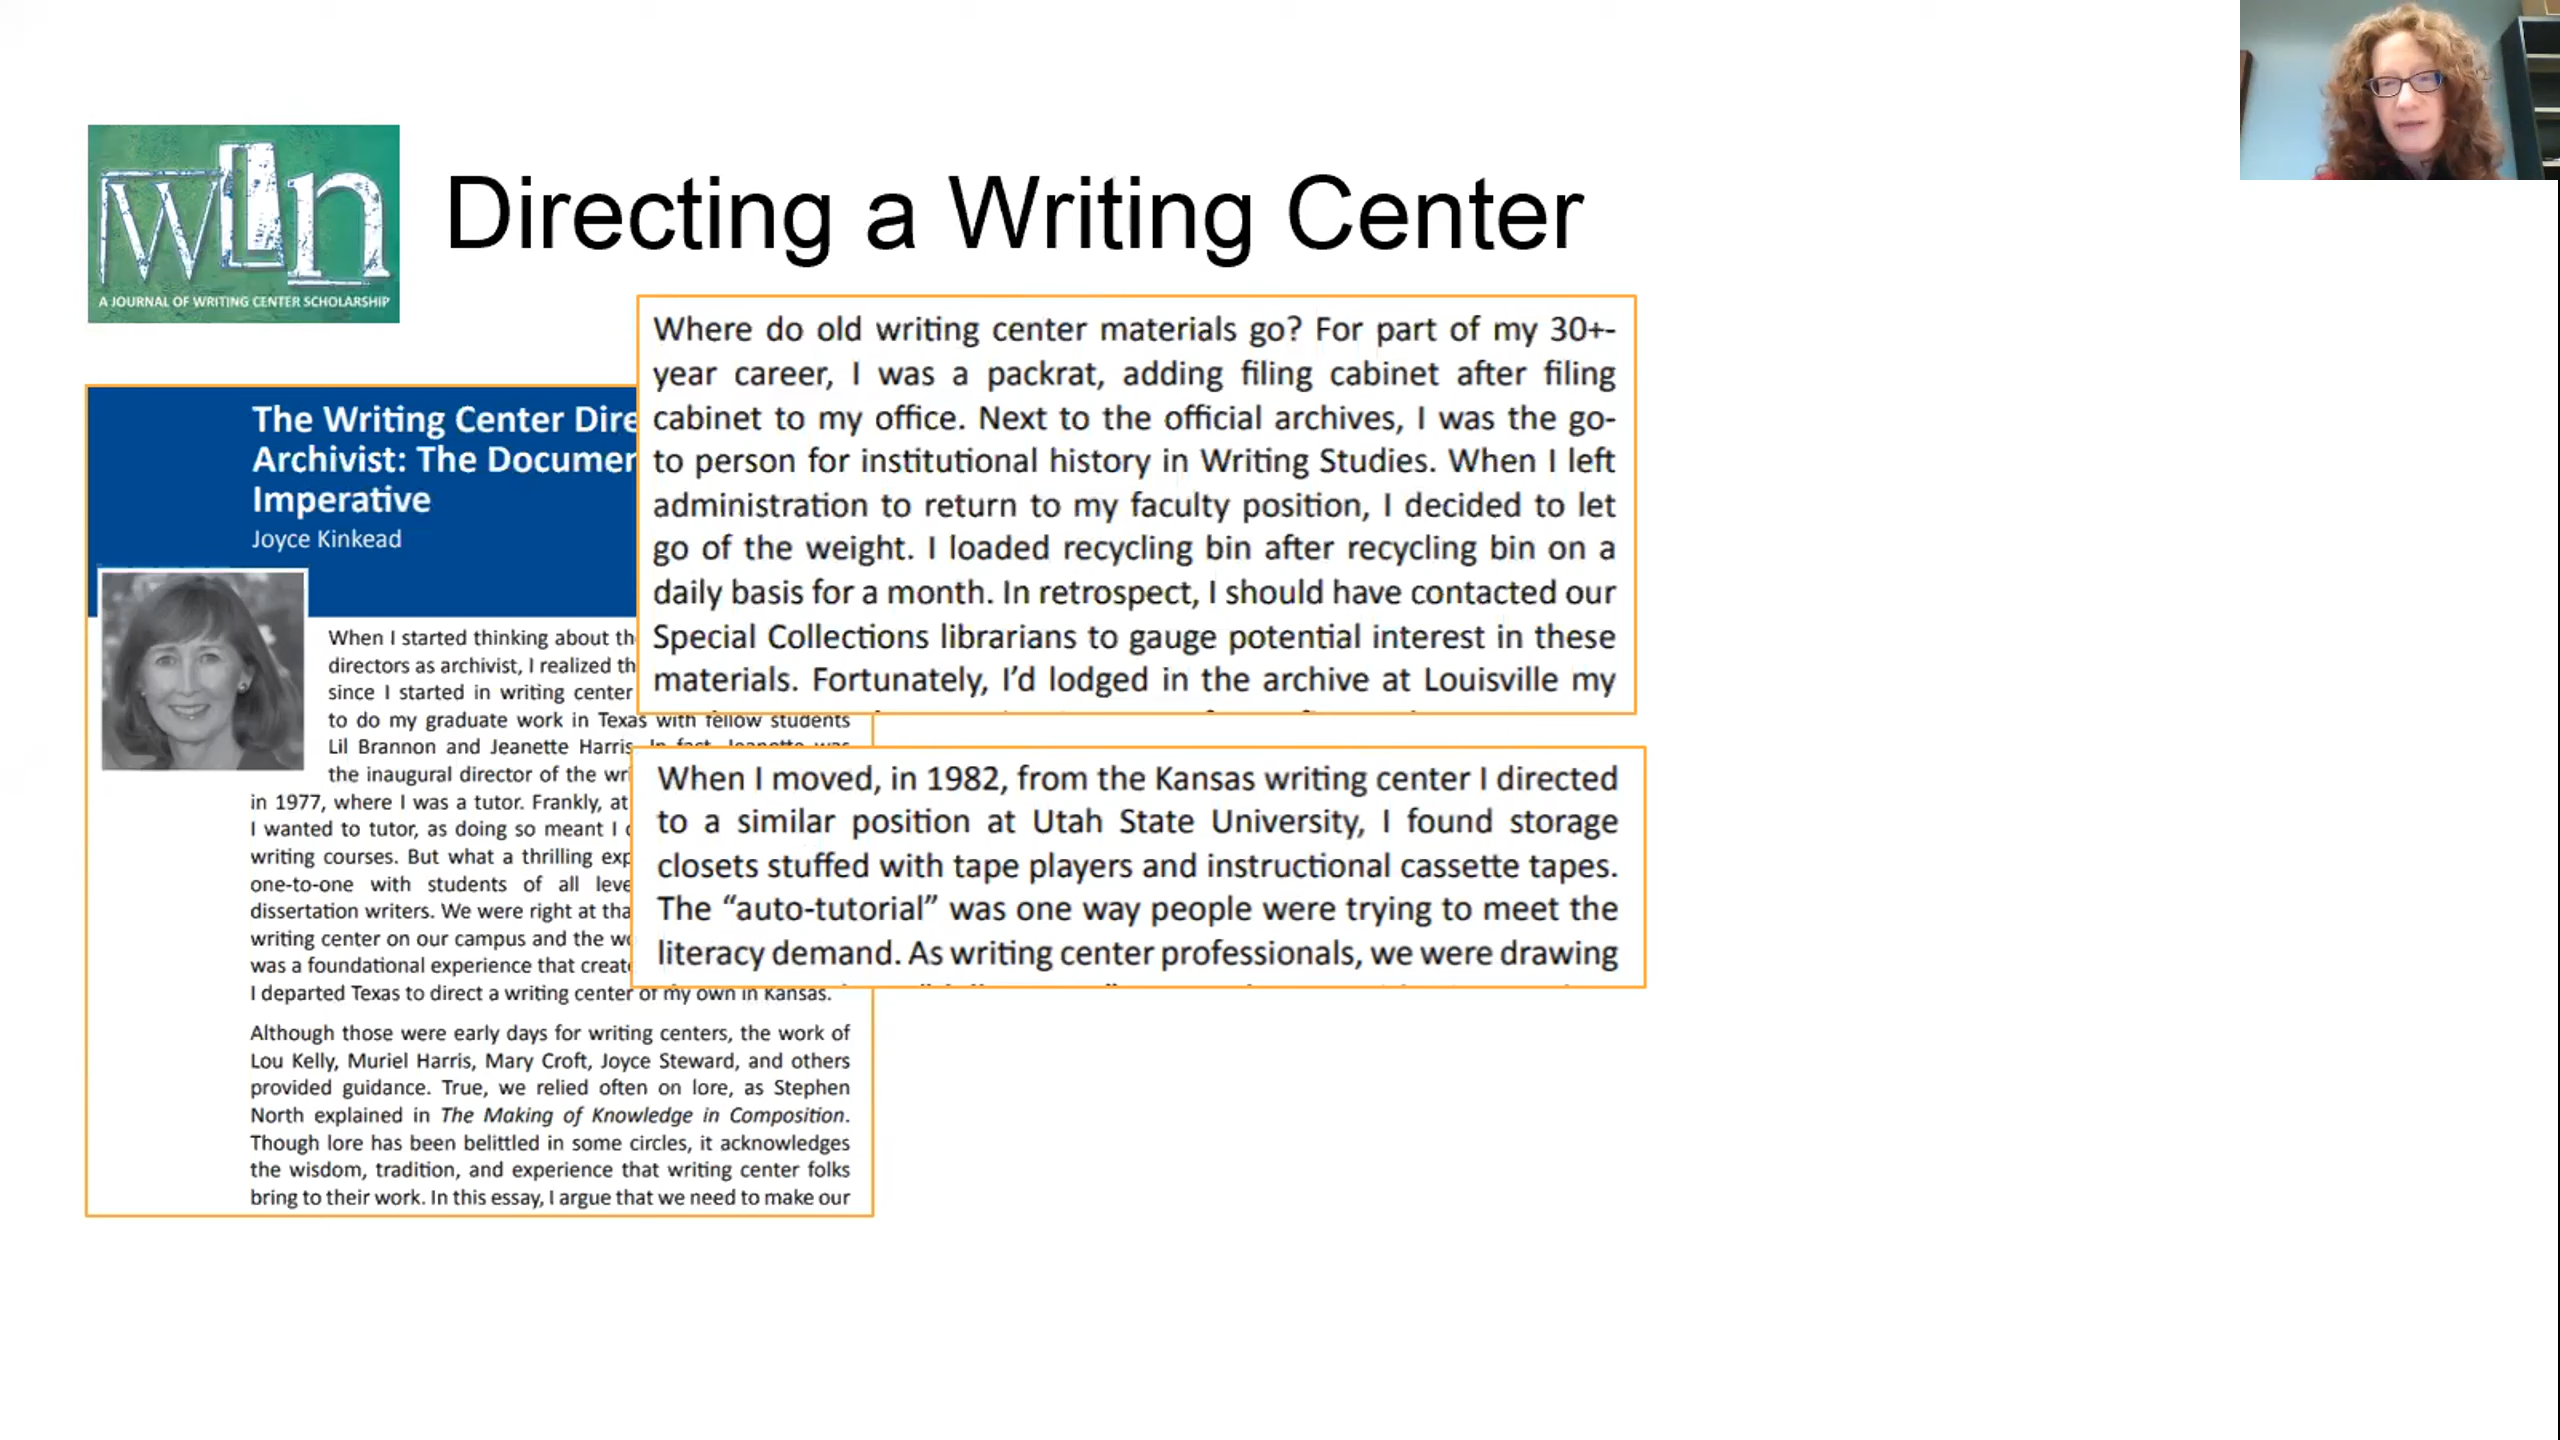 wLn
A JOURNAL OF WRITING CENTER SCHOLARSHIP
Directing a Writing Center
The Writing Center Dire
Archivist: The Documen
Imperative
Joyce Kinkead
When I started thinking about th
directors as archivist, I realized th
since I started in writing center
to do my graduate work in Texas with fellow students
Lil Brannon and Jeanette Harris. In fact, Jeanette was
the inaugural director of the wri
in 1977, where I was a tutor. Frankly, at
I wanted to tutor, as doing so meant I
writing courses. But what a thrilling exp
one-to-one with students of all leve
dissertation writers. We were right at tha
writing center on our campus and the wo
was a foundational experience that create
I departed Texas to direct a writing center of my own in Kansas.
Although those were early days for writing centers, the work of
Lou Kelly, Muriel Harris, Mary Croft, Joyce Steward, and others
provided guidance. True, we relied often on lore, as Stephen
North explained in The Making of Knowledge in Composition.
Though lore has been belittled in some circles, it acknowledges
the wisdom, tradition, and experience that writing center folks
bring to their work. In this essay, I argue that we need to make our
Where do old writing center materials go? For part of my 30+-
year career, I was a packrat, adding filing cabinet after filing
cabinet to my office. Next to the official archives, I was the go-
to person for institutional history in Writing Studies. When I left
administration to return to my faculty position, I decided to let
go of the weight. I loaded recycling bin after recycling bin on a
daily basis for a month. In retrospect, I should have contacted our
Special Collections librarians to gauge potential interest in these
materials. Fortunately, I’d lodged in the archive at Louisville my
When I moved, in 1982, from the Kansas writing center I directed
to a similar position at Utah State University, I found storage
closets stuffed with tape players and instructional cassette tapes.
The “auto-tutorial” was one way people were trying to meet the
literacy demand. As writing center professionals, we were drawing